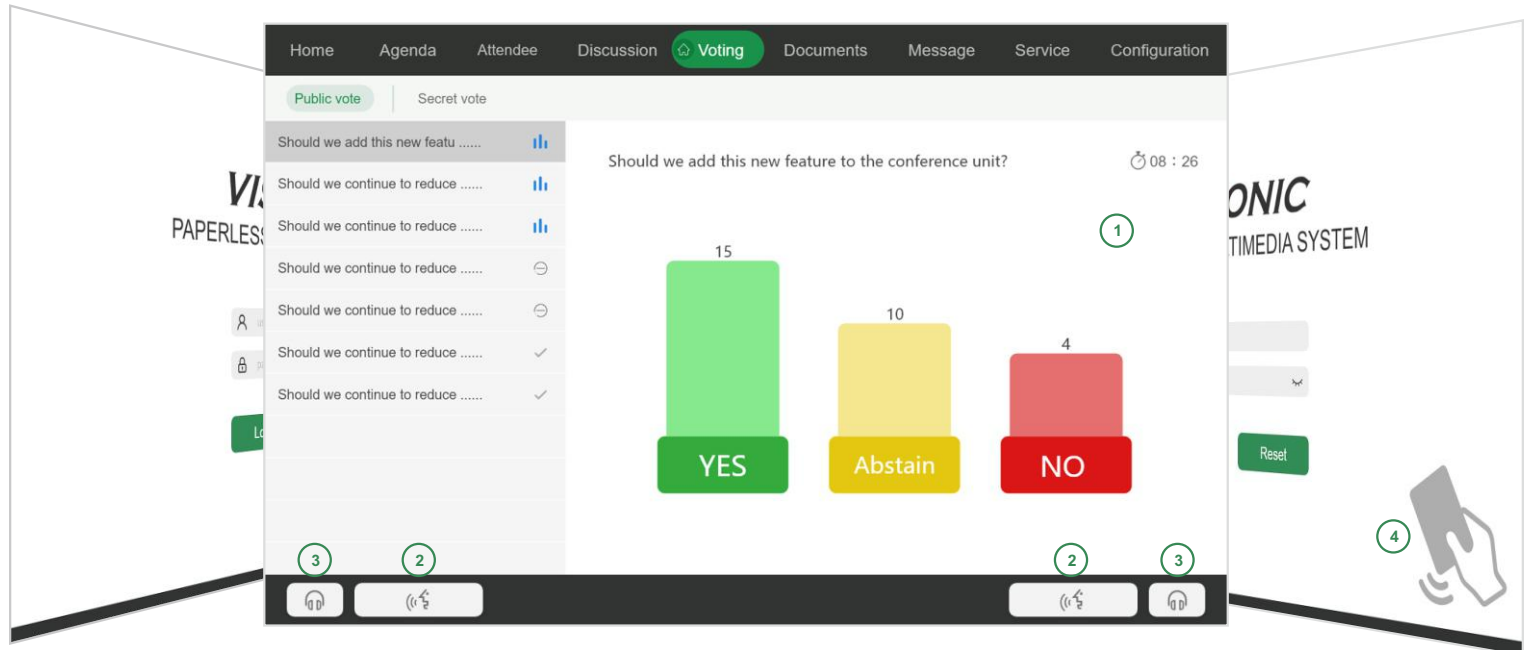 Home Agenda Attendee Discussion Voting Documents Message Service Configuration
Public vote Secret vote
Should we add this new featu ......
Should we continue to reduce ......
Should we continue to reduce ......
Should we continue to reduce ......
Should we continue to reduce ......
Should we continue to reduce ......
Should we continue to reduce ......
Should we add this new feature to the conference unit? 08 : 26
1
15
10
4
YES Abstain NO
3 2 2 3
ONIC
TIMEDIA SYSTEM
Reset
4